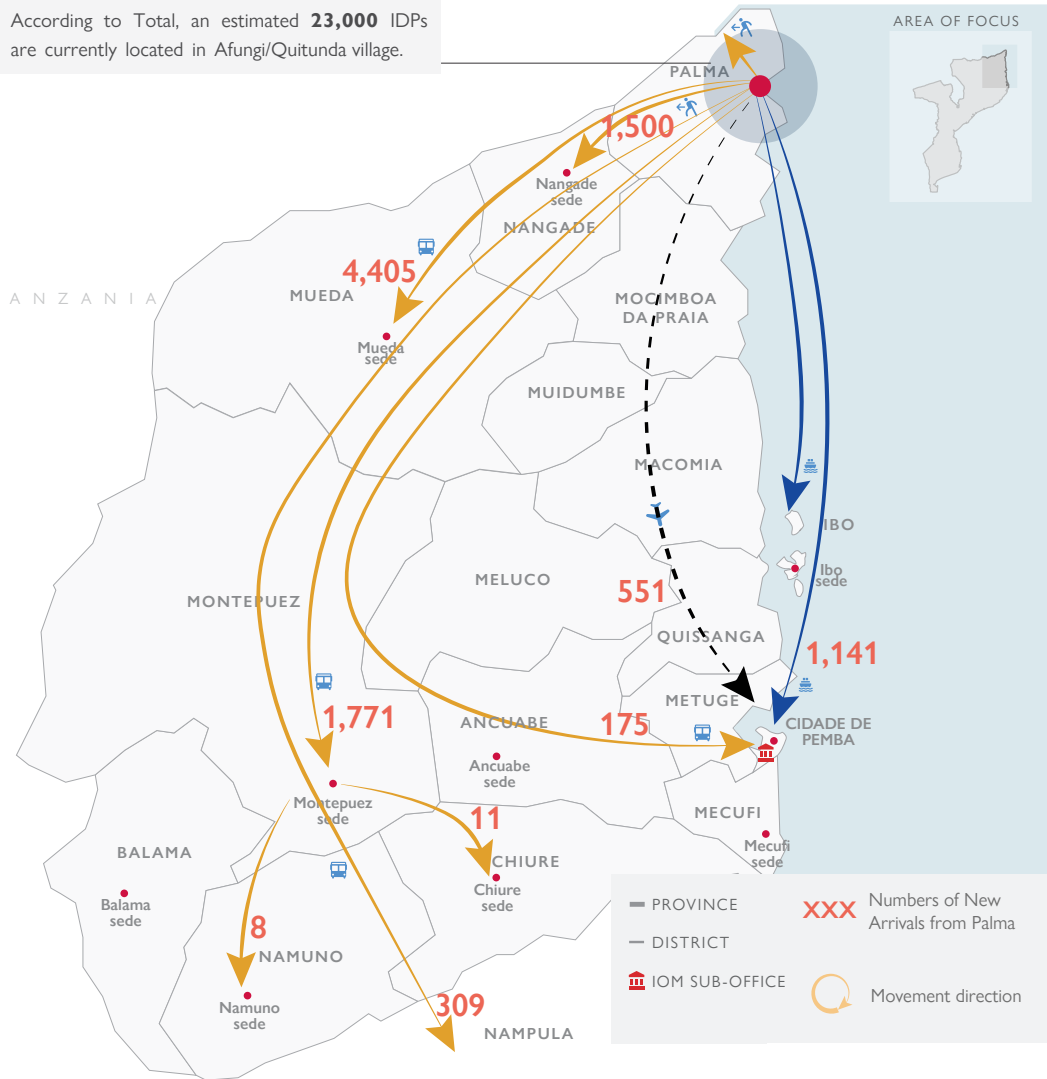 According to Total, an estimated 23,000 IDPs
are currently located in Afungi/Quitunda village.
AREA OF FOCUS
PALMA
1,500
Nangade
sede
NANGADE
4,405
ANZANIA
MUEDA
MOCIMBOA
DA PRAIA
Mueda
sede
MUIDUMBE
MACOMIA
IBO
Ibo
sede
MELUCO
551
MONTEPUEZ
QUISSANGA
1,141
METUGE
1,771
ANCUABE
175
CIDADE DE
PEMBA
Ancuabe
sede
Montepuez
sede
11
MECUFI
Mecufi
sede
BALAMA
CHIURE
Chiure
sede
Balama
sede
8
NAMUNO
Namuno
sede
309
NAMPULA
PROVINCE
DISTRICT
IOM SUB-OFFICE
XXX
Numbers of New
Arrivals from Palma
Movement direction